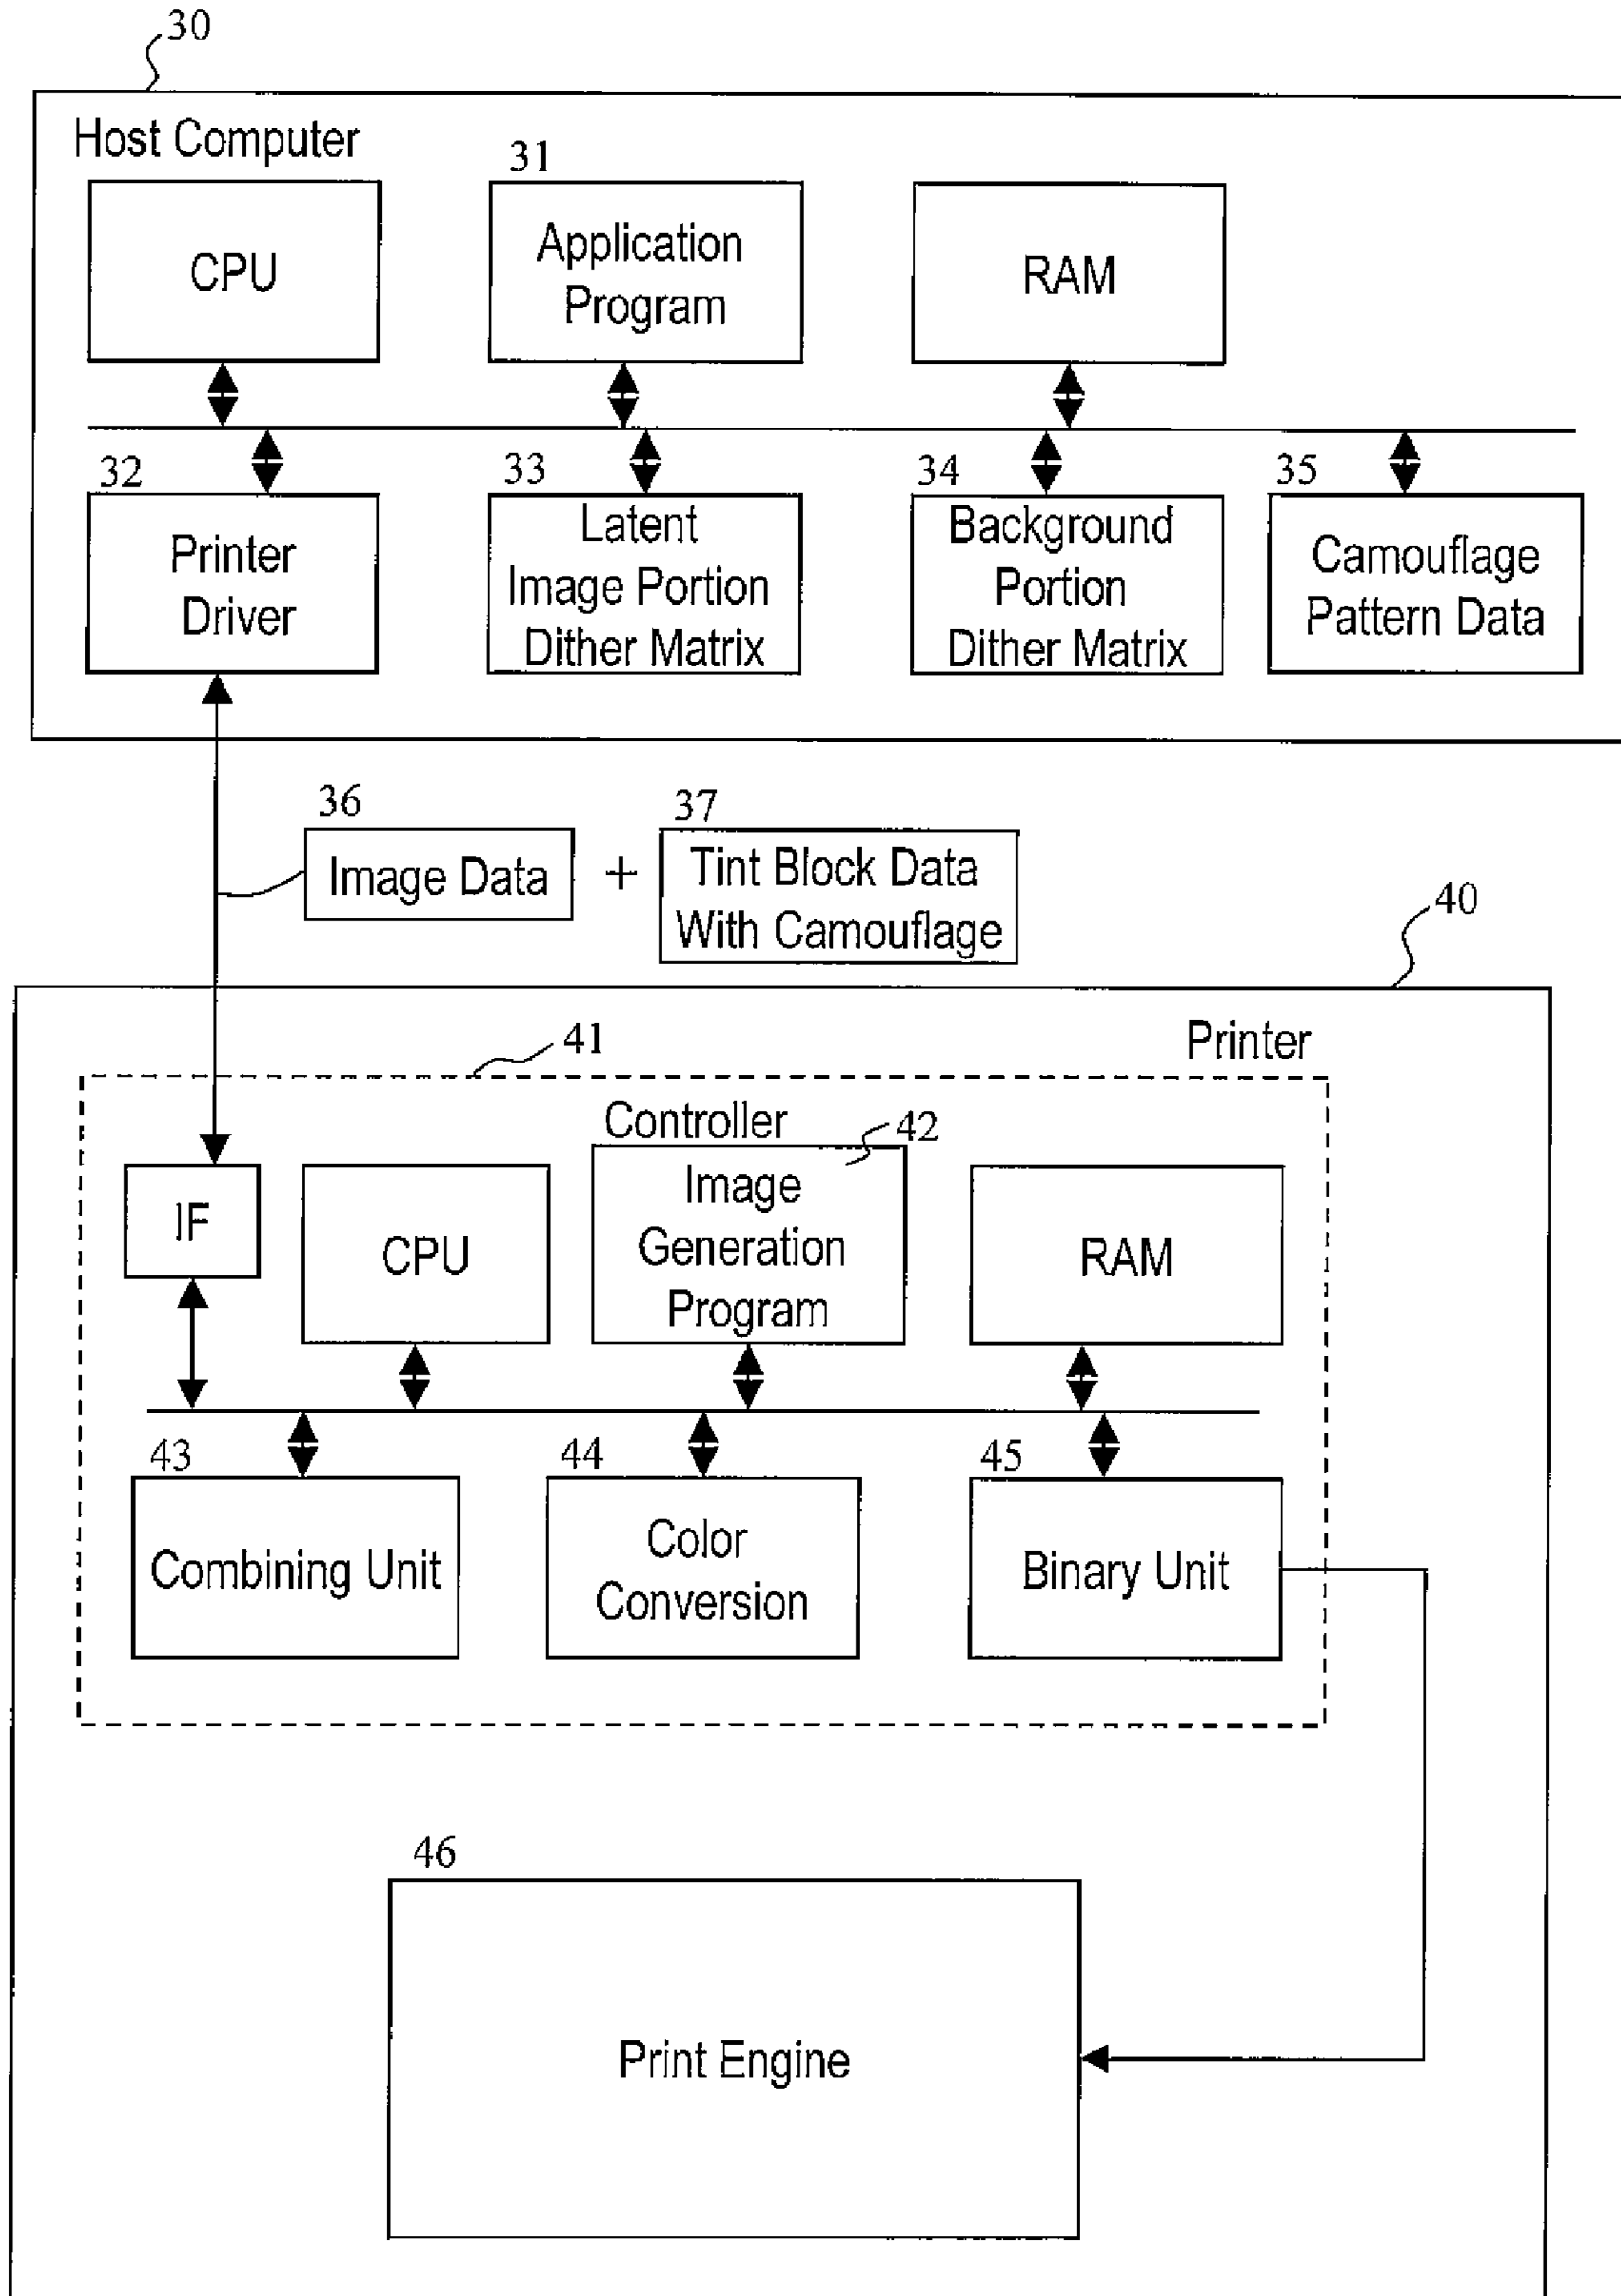 30
Host Computer
31
CPU
Application
Program
RAM
32
33
34
35
Printer
Driver
Latent
Image Portion
Dither Matrix
Background
Portion
Dither Matrix
Camouflage
Pattern Data
36
37
Image Data
+
Tint Block Data
With Camouflage
40
Printer
41
Controller
42
IF
CPU
Image
Generation
Program
RAM
43
44
45
Combining Unit
Color
Conversion
Binary Unit
46
Print Engine